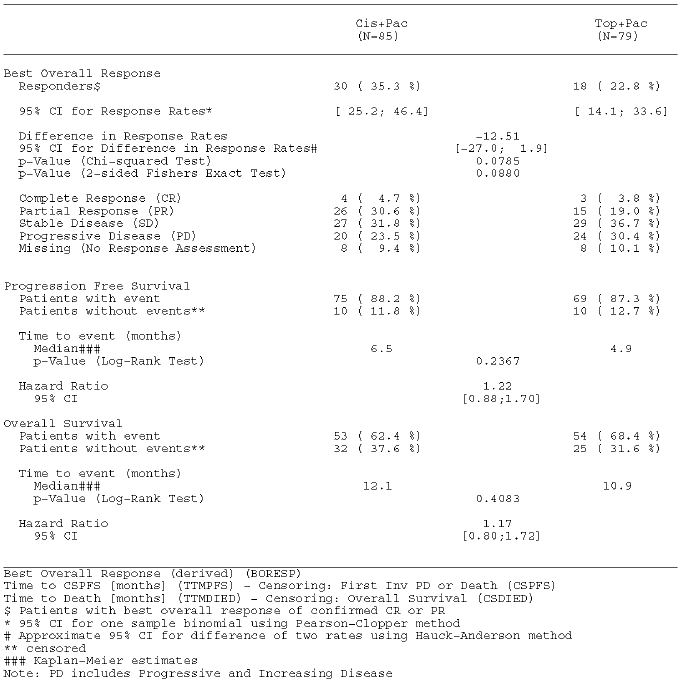 Cis+Pac Top+Pac
(N=85) (N=79)
Best Overall Response
Responders$ 30 ( 35.3 %) 18 ( 22.8 %)
95% CI for Response Rates* [ 25.2; 46.4] [ 14.1; 33.6]
Difference in Response Rates -12.51
95% CI for Difference in Response Rates# [-27.0; 1.9]
p-Value (Chi-squared Test) 0.0785
p-Value (2-sided Fishers Exact Test) 0.0880
Complete Response (CR) 4 ( 4.7 %) 3 ( 3.8 %)
Partial Response (PR) 26 ( 30.6 %) 15 ( 19.0 %)
Stable Disease (SD) 27 ( 31.8 %) 29 ( 36.7 %)
Progressive Disease (PD) 20 ( 23.5 %) 24 ( 30.4 %)
Missing (No Response Assessment) 8 ( 9.4 %) 8 ( 10.1 %)
Progression Free Survival
Patients with event 75 ( 88.2 %) 69 ( 87.3 %)
Patients without events** 10 ( 11.8 %) 10 ( 12.7 %)
Time to event (months)
Median### 6.5 4.9
p-Value (Log-Rank Test) 0.2367
Hazard Ratio 1.22
95% CI [0.88;1.70]
Overall Survival
Patients with event 53 ( 62.4 %) 54 ( 68.4 %)
Patients without events** 32 ( 37.6 %) 25 ( 31.6 %)
Time to event (months)
Median### 12.1 10.9
p-Value (Log-Rank Test) 0.4083
Hazard Ratio 1.17
95% CI [0.80;1.72]
Best Overall Response (derived) (BORESP)
Time to CSPFS [months] (TTMPFS) - Censoring: First Inv PD or Death (CSPFS)
Time to Death [months] (TTMDIED) - Censoring: Overall Survival (CSDIED)
$ Patients with best overall response of confirmed CR or PR
* 95% CI for one sample binomial using Pearson-Clopper method
# Approximate 95% CI for difference of two rates using Hauck-Anderson method
** censored
### Kaplan-Meier estimates
Note: PD includes Progressive and Increasing Disease